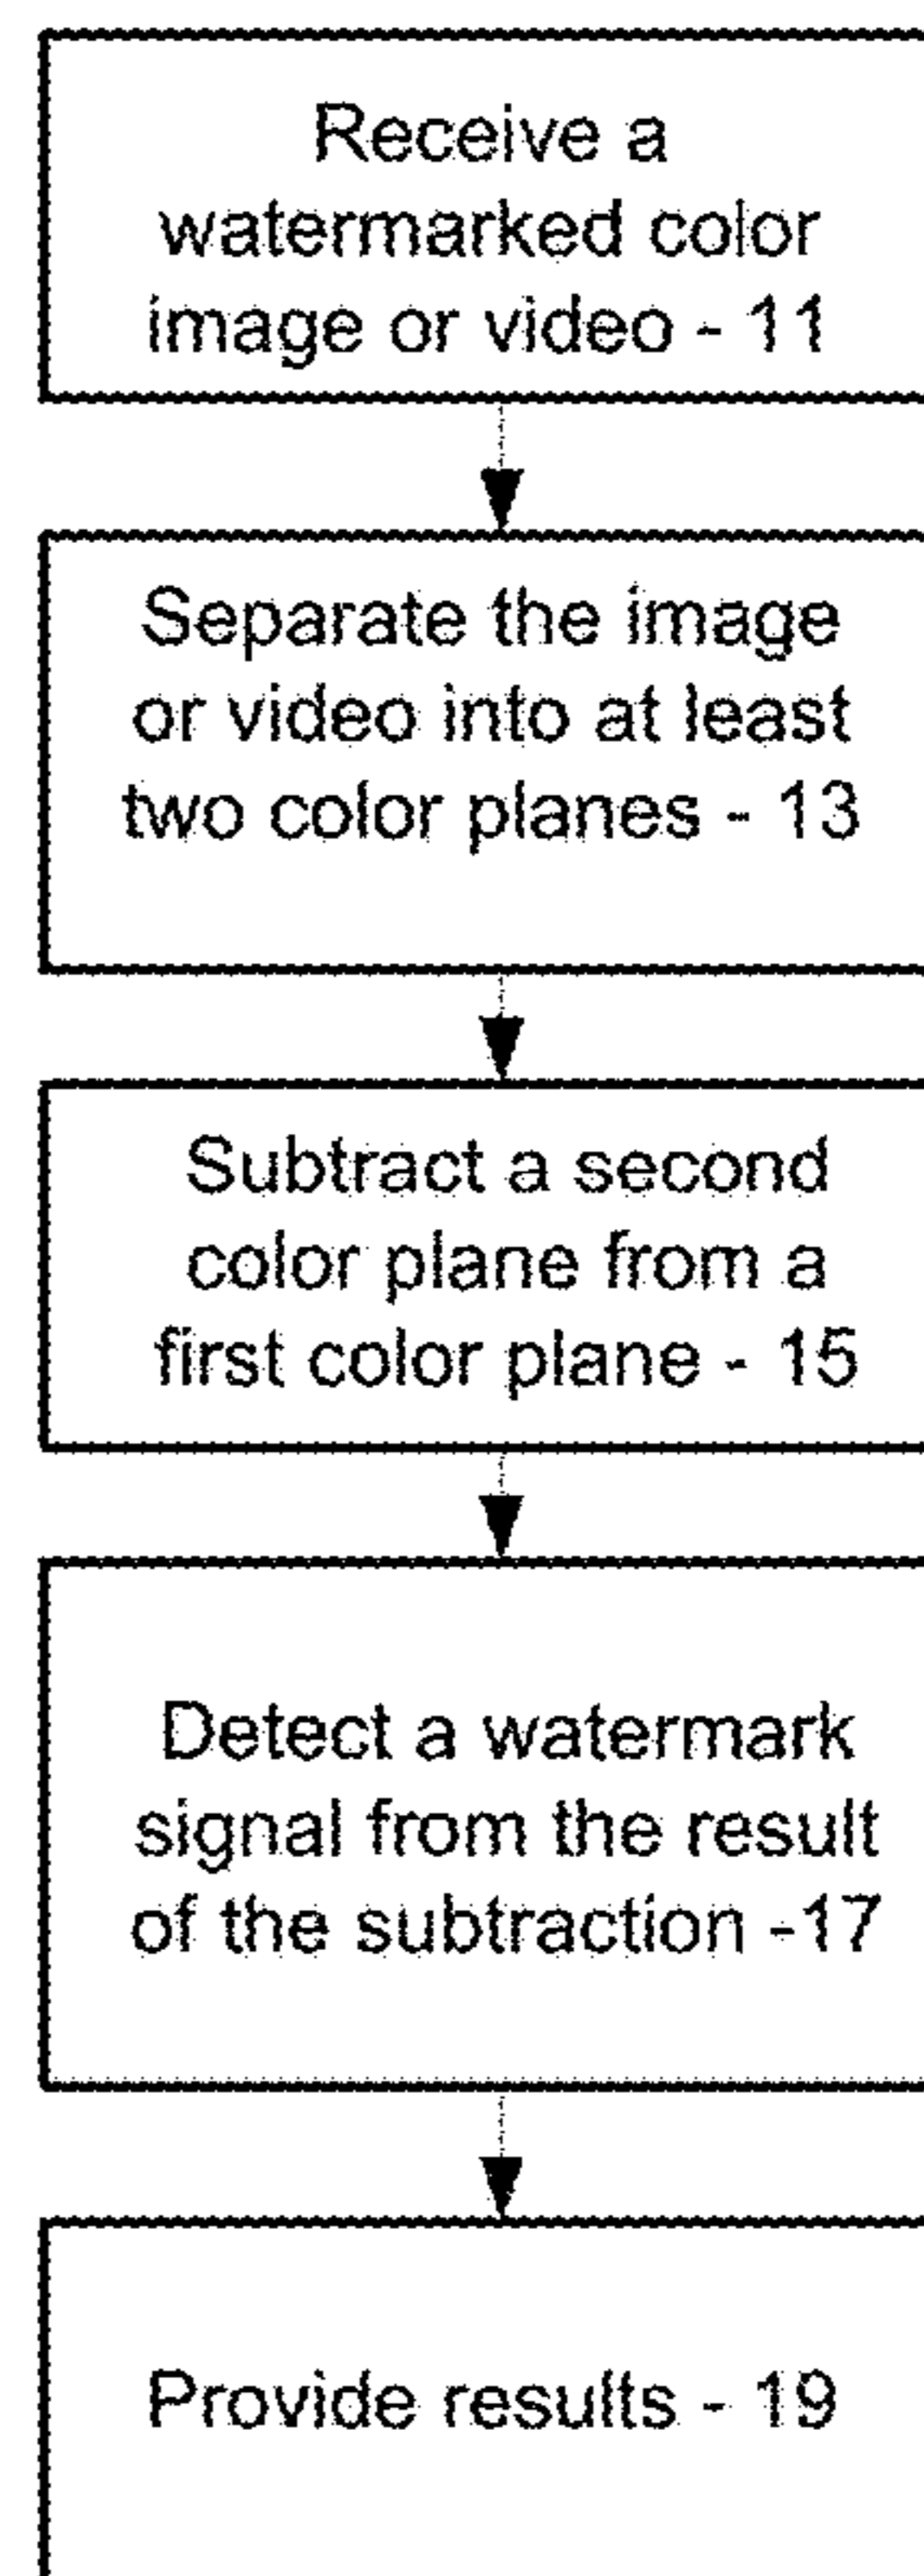 Receive a
watermarked color
image or video - 11
Separate the image
or video into at least
two color planes - 13
Subtract a second
color plane from a
first color plane - 15
Detect a watermark
signal from the result
of the subtraction -17
Provide results - 19